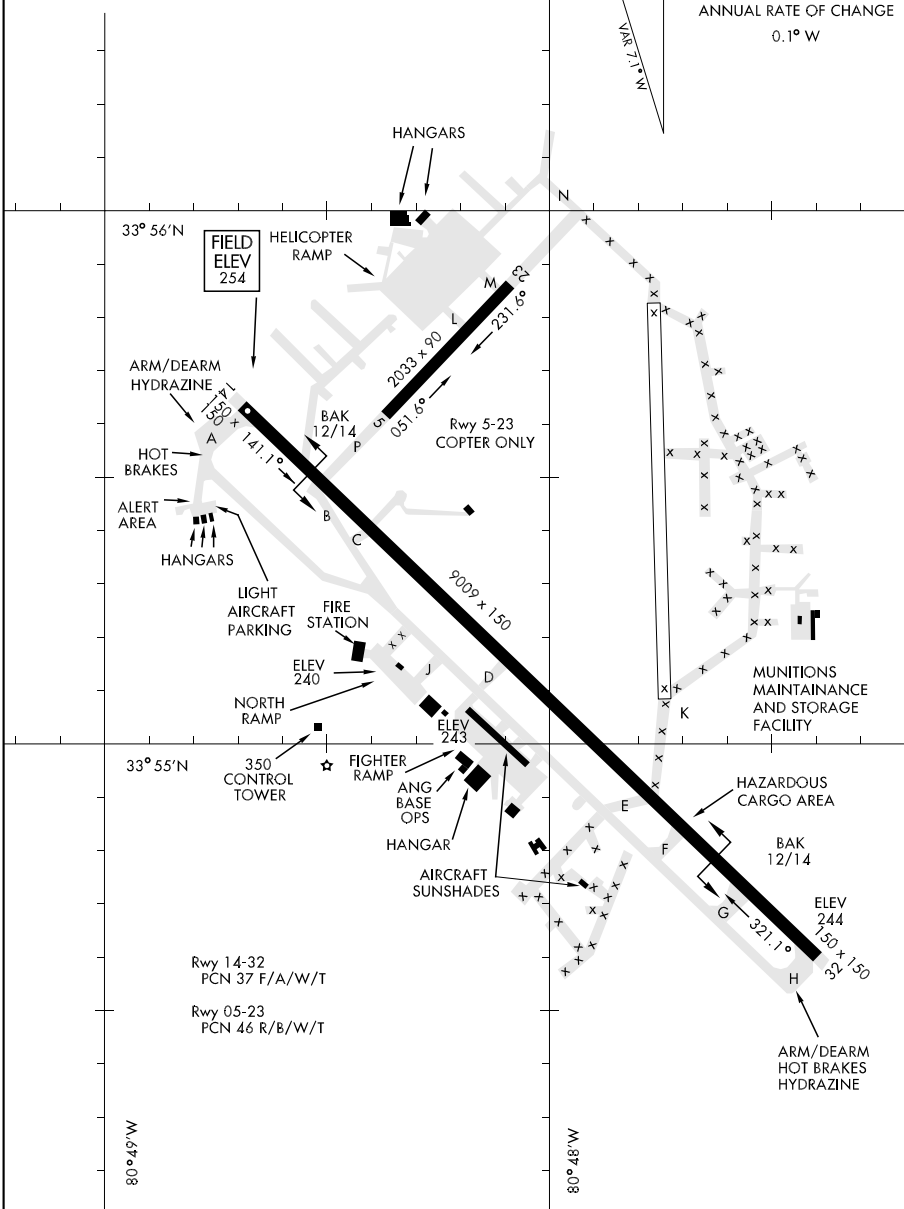 ANNUAL RATE OF CHANGE
0.1° W
VAR 7.1° W
HANGARS
N
33° 56'N
FIELD
ELEV
254
HELICOPTER
RAMP
M
23
L
231.6°
2033 x 90
ARM/DEARM
HYDRAZINE
14
150 x
150
051.6°
5
BAK
12/14
Rwy 5-23
COPTER ONLY
A
141.1°
P
HOT
BRAKES
ALERT
AREA
B
C
HANGARS
LIGHT
AIRCRAFT
PARKING
9009 x 150
FIRE
STATION
ELEV
240
J
D
NORTH
RAMP
MUNITIONS
MAINTAINANCE
AND STORAGE
FACILITY
K
ELEV
243
33° 55'N
350
CONTROL
TOWER
FIGHTER
RAMP
ANG
BASE
OPS
HANGAR
HAZARDOUS
CARGO AREA
E
F
BAK
12/14
AIRCRAFT
SUNSHADES
G
321.1°
ELEV
244
150 x 150
32
H
Rwy 14-32
PCN 37 F/A/W/T
Rwy 05-23
PCN 46 R/B/W/T
ARM/DEARM
HOT BRAKES
HYDRAZINE
80° 49'W
80° 48'W